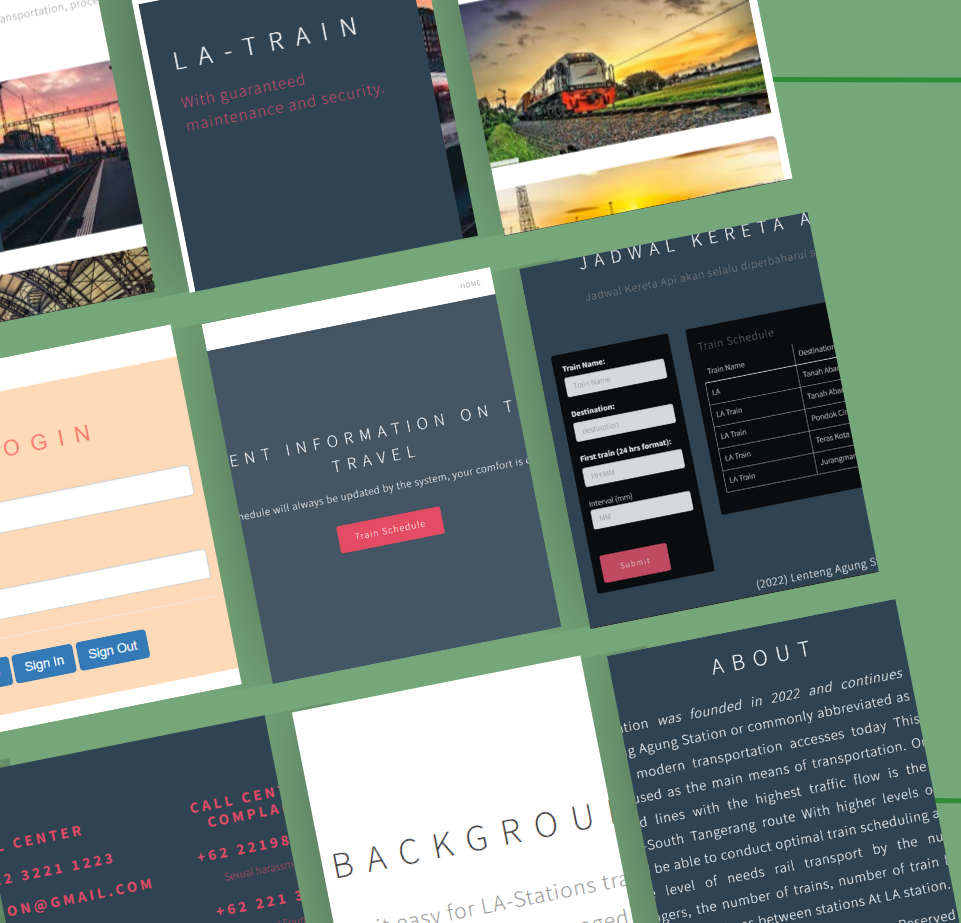 LA-TRAIN
With guaranteed
maintenance and security.
OGIN
Sign In
Sign Out
HOME
ENT INFORMATION ON T
TRAVEL
hedule will always be updated by the system, your comfort is
Train Schedule
JADWAL KERETA A
Jadwal Kereta Api akan selalu diperbaharui s
Train Name:
Train Name
Destination:
destination
First train (24 hrs format):
HH:MM
Interval (mm)
MM
Submit
Train Schedule
Train Name Destination
LA Tanah Aba
LA Train Tanah Aba
LA Train Pondok Ci
LA Train Teras Kota
LA Train Jurangman
(2022) Lenteng Agung S
CENTER
3221 1223
ON@GMAIL.COM
CALL CEN
COMPLA
+62 22198
Sexual harassm
+62 221 3
BACKGROU
it easy for LA-Stations tra
ABOUT
was founded in 2022 and continues
g Agung Station or commonly abbreviated as
modern transportation accesses today This
used as the main means of transportation. O
d lines with the highest traffic flow is the
-South Tangerang route With higher levels o
be able to conduct optimal train scheduling a
level of needs rail transport by the nu
gers, the number of trains, number of train
between stations At LA station.
Reserved